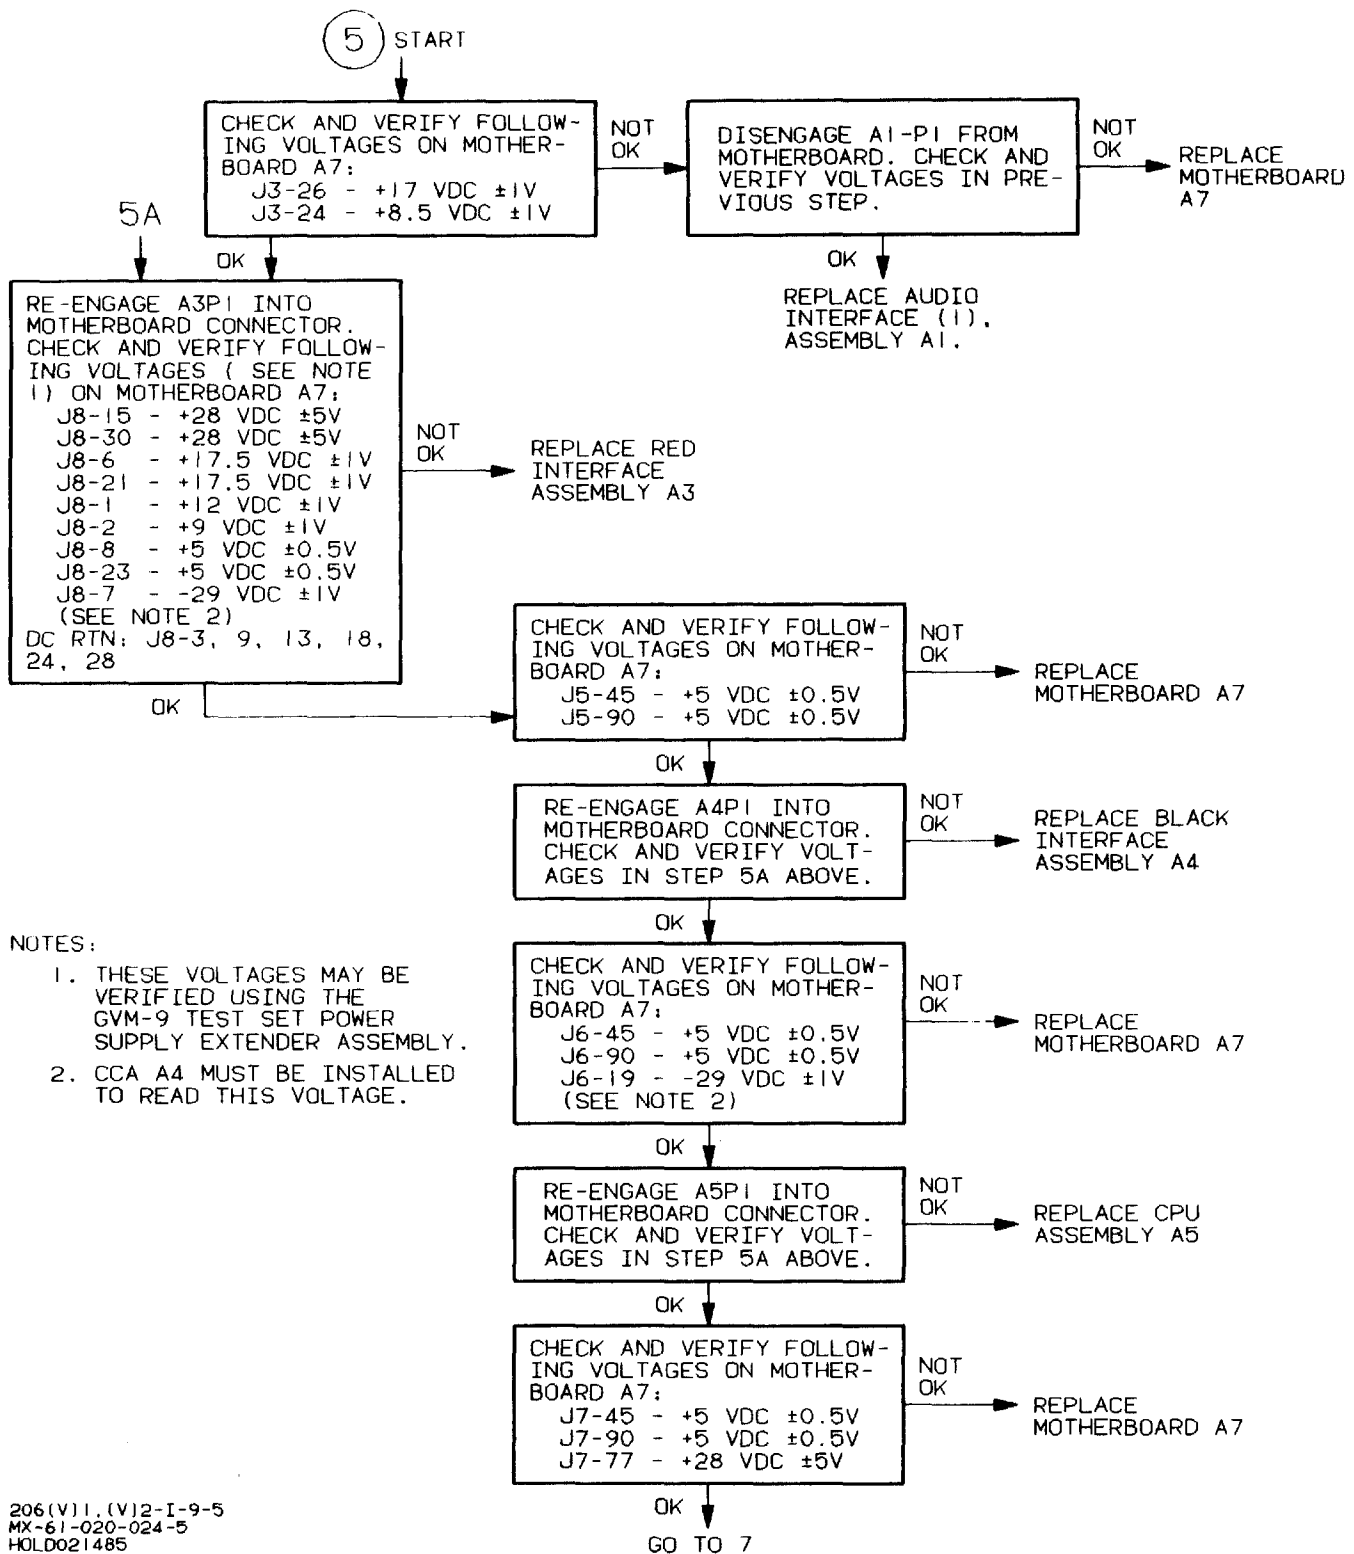 5 START
CHECK AND VERIFY FOLLOW-
ING VOLTAGES ON MOTHER-
BOARD A7:
J3-26 - +17 VDC ±1V
J3-24 - +8.5 VDC ±1V
NOT
OK
DISENGAGE A1-P1 FROM
MOTHERBOARD. CHECK AND
VERIFY VOLTAGES IN PRE-
VIOUS STEP.
NOT
OK
REPLACE
MOTHERBOARD
A7
OK
REPLACE AUDIO
INTERFACE (1),
ASSEMBLY A1.
5A
OK
RE-ENGAGE A3P1 INTO
MOTHERBOARD CONNECTOR.
CHECK AND VERIFY FOLLOW-
ING VOLTAGES ( SEE NOTE
1) ON MOTHERBOARD A7:
J8-15 - +28 VDC ±5V
J8-30 - +28 VDC ±5V
J8-6 - +17.5 VDC ±1V
J8-21 - +17.5 VDC ±1V
J8-1 - +12 VDC ±1V
J8-2 - +9 VDC ±1V
J8-8 - +5 VDC ±0.5V
J8-23 - +5 VDC ±0.5V
J8-7 - -29 VDC ±1V
(SEE NOTE 2)
DC RTN: J8-3, 9, 13, 18,
24, 28
NOT
OK
REPLACE RED
INTERFACE
ASSEMBLY A3
OK
CHECK AND VERIFY FOLLOW-
ING VOLTAGES ON MOTHER-
BOARD A7:
J5-45 - +5 VDC ±0.5V
J5-90 - +5 VDC ±0.5V
NOT
OK
REPLACE
MOTHERBOARD A7
OK
RE-ENGAGE A4P1 INTO
MOTHERBOARD CONNECTOR.
CHECK AND VERIFY VOLT-
AGES IN STEP 5A ABOVE.
NOT
OK
REPLACE BLACK
INTERFACE
ASSEMBLY A4
OK
CHECK AND VERIFY FOLLOW-
ING VOLTAGES ON MOTHER-
BOARD A7:
J6-45 - +5 VDC ±0.5V
J6-90 - +5 VDC ±0.5V
J6-19 - -29 VDC ±1V
(SEE NOTE 2)
NOT
OK
REPLACE
MOTHERBOARD A7
OK
RE-ENGAGE A5P1 INTO
MOTHERBOARD CONNECTOR.
CHECK AND VERIFY VOLT-
AGES IN STEP 5A ABOVE.
NOT
OK
REPLACE CPU
ASSEMBLY A5
OK
CHECK AND VERIFY FOLLOW-
ING VOLTAGES ON MOTHER-
BOARD A7:
J7-45 - +5 VDC ±0.5V
J7-90 - +5 VDC ±0.5V
J7-77 - +28 VDC ±5V
NOT
OK
REPLACE
MOTHERBOARD A7
OK
GO TO 7
NOTES:
1. THESE VOLTAGES MAY BE
VERIFIED USING THE
GVM-9 TEST SET POWER
SUPPLY EXTENDER ASSEMBLY.
2. CCA A4 MUST BE INSTALLED
TO READ THIS VOLTAGE.
206(V)1,(V)2-I-9-5
MX-61-020-024-5
HOLD021485